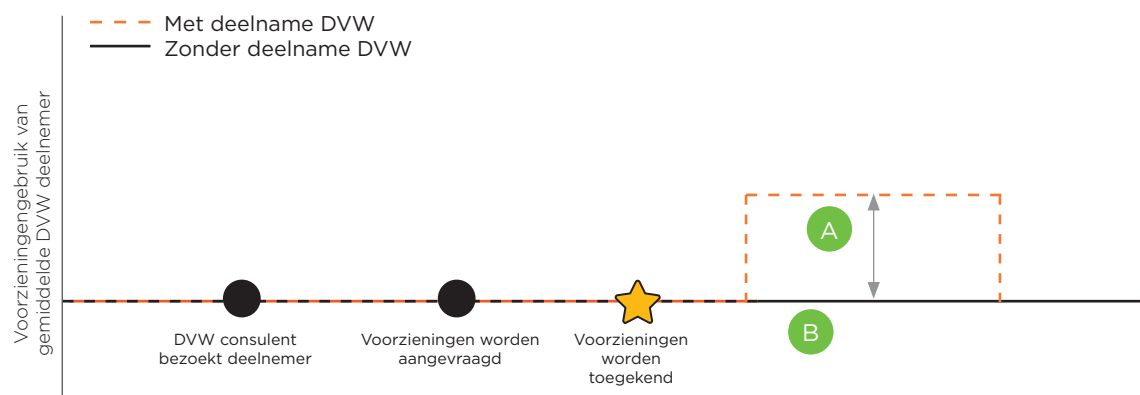 Met deelname DVW
Zonder deelname DVW
Voorzieningengebruik van
gemiddelde DVW deelnemer
A
B
DVW consulent
bezoekt deelnemer
Voorzieningen worden
aangevraagd
Voorzieningen
worden
toegekend